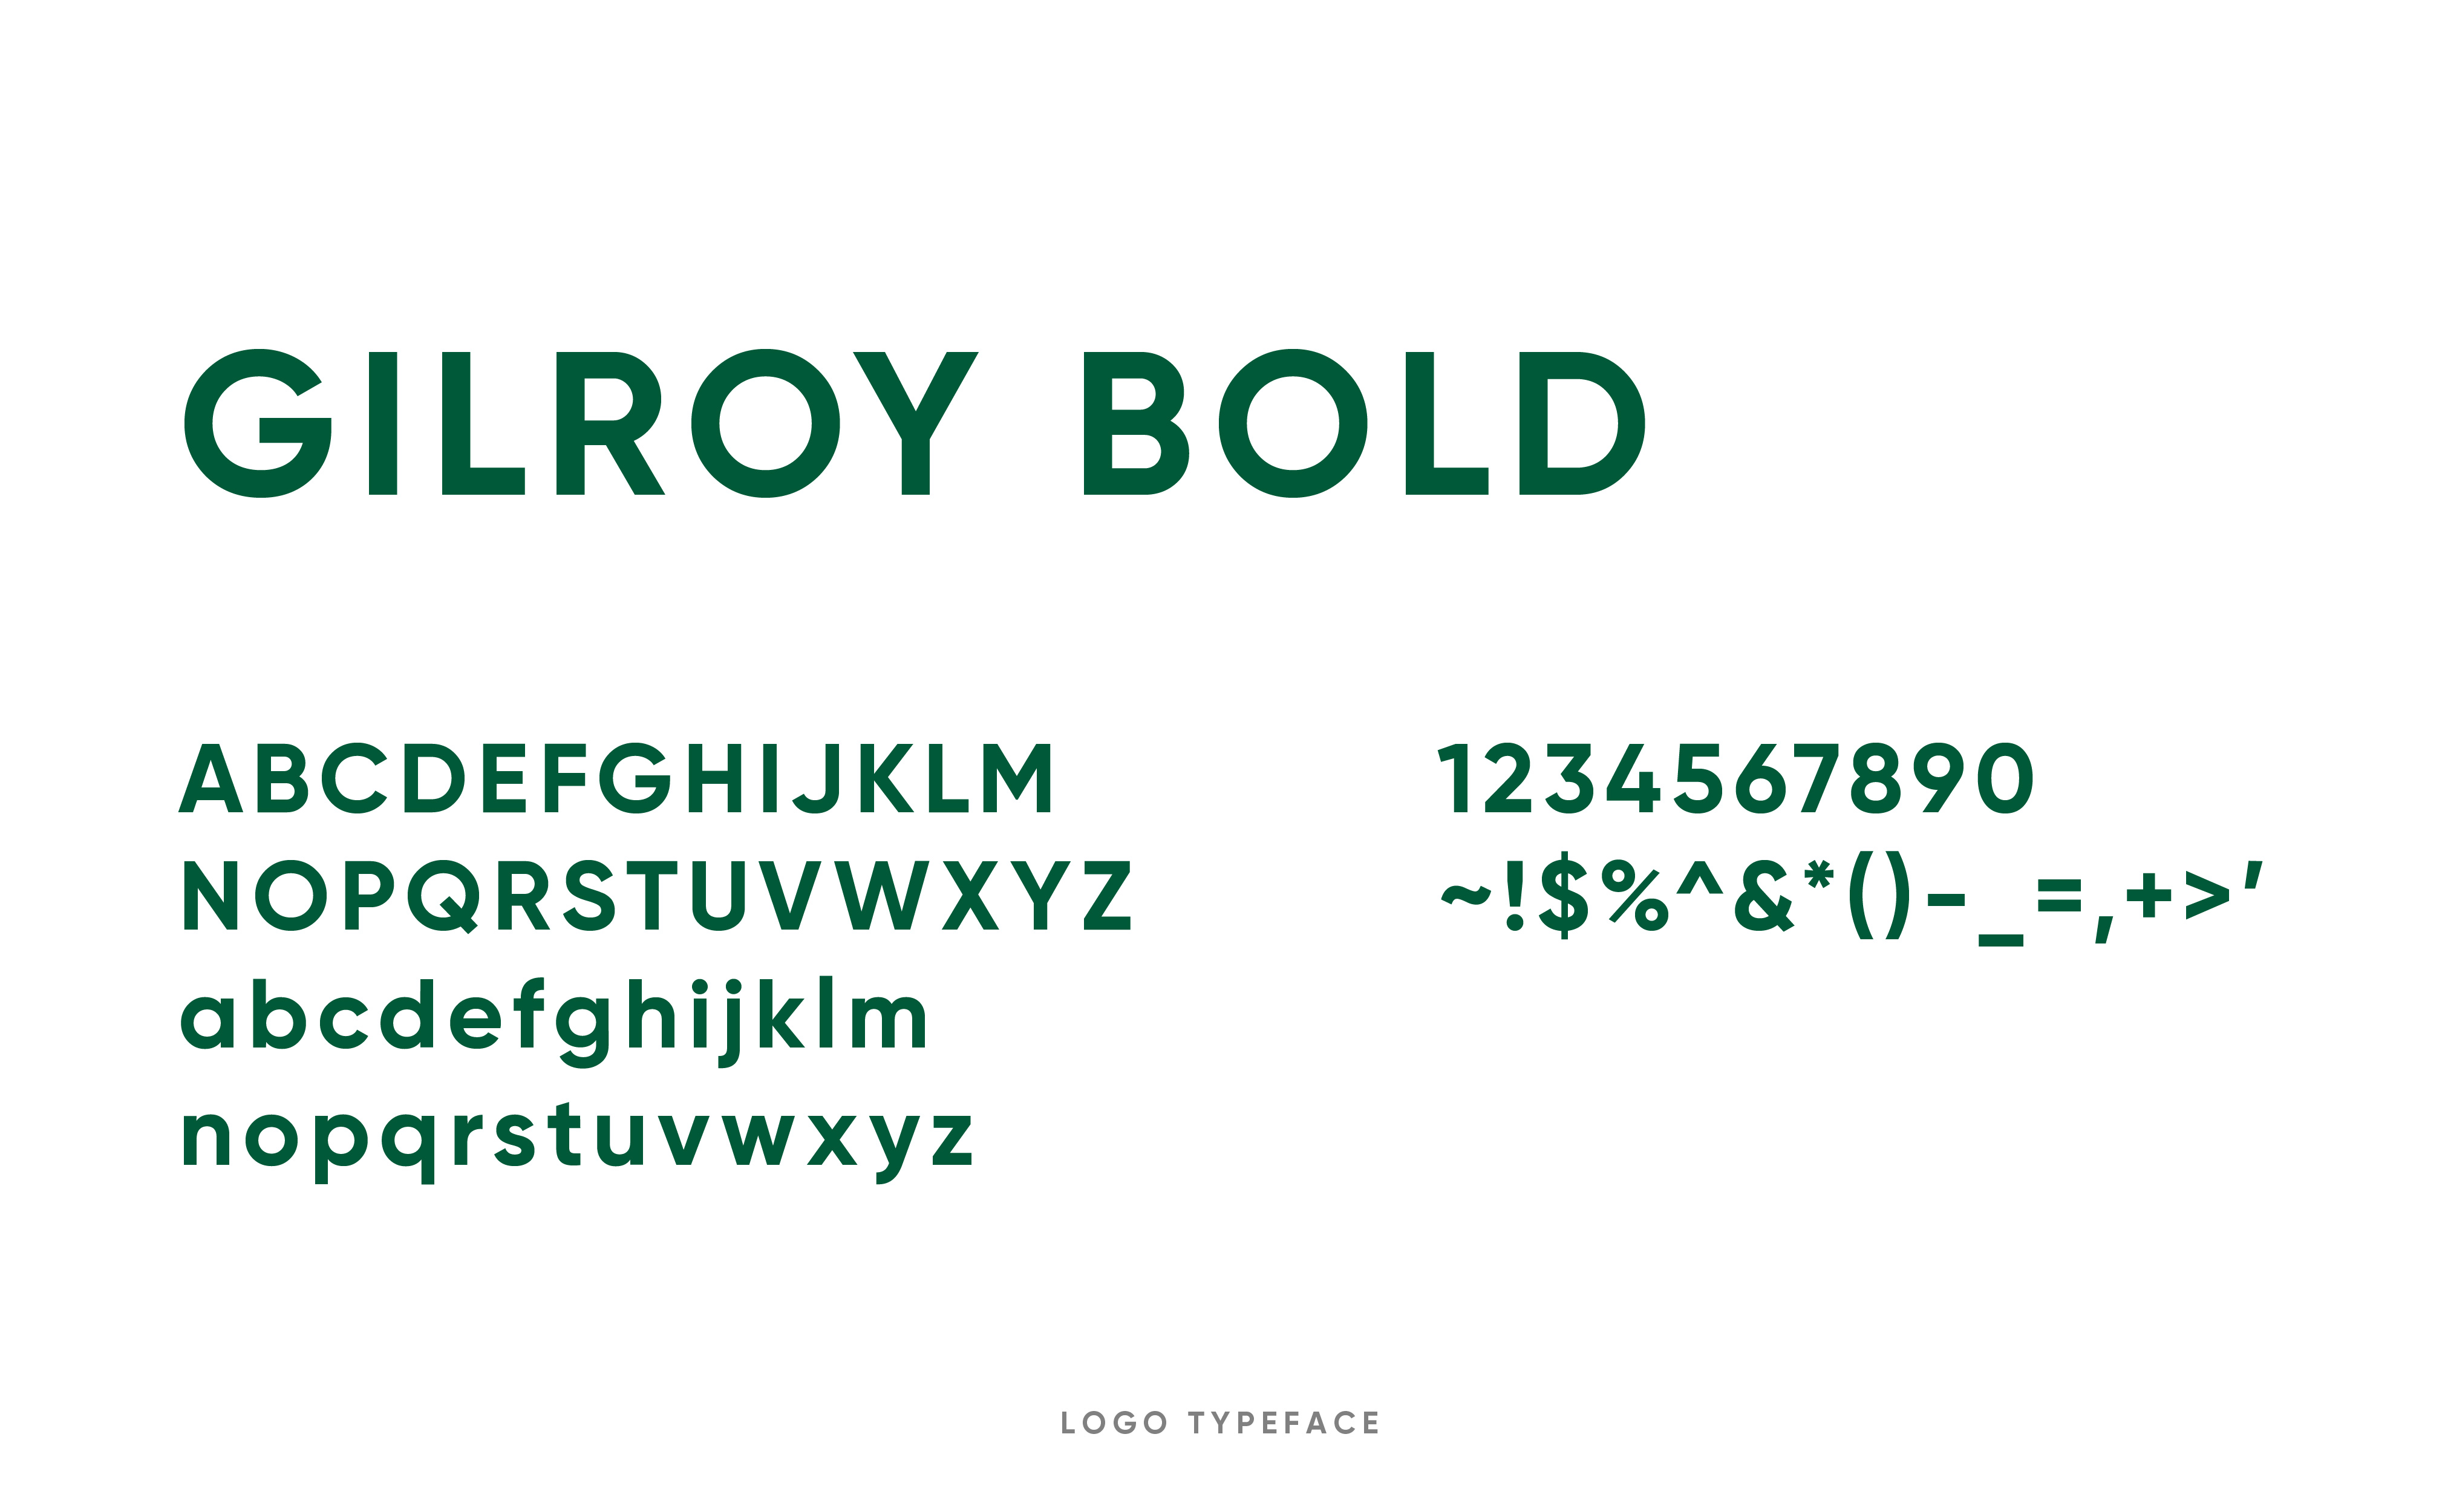 GILROY BOLD
ABCDEFGHIJKLM
NOPQRSTUVWXYZ
abcdefghijklm
nopqrstuvwxyz
1234567890
~!$%^&*()–_=,+>’
LOGO TYPEFACE